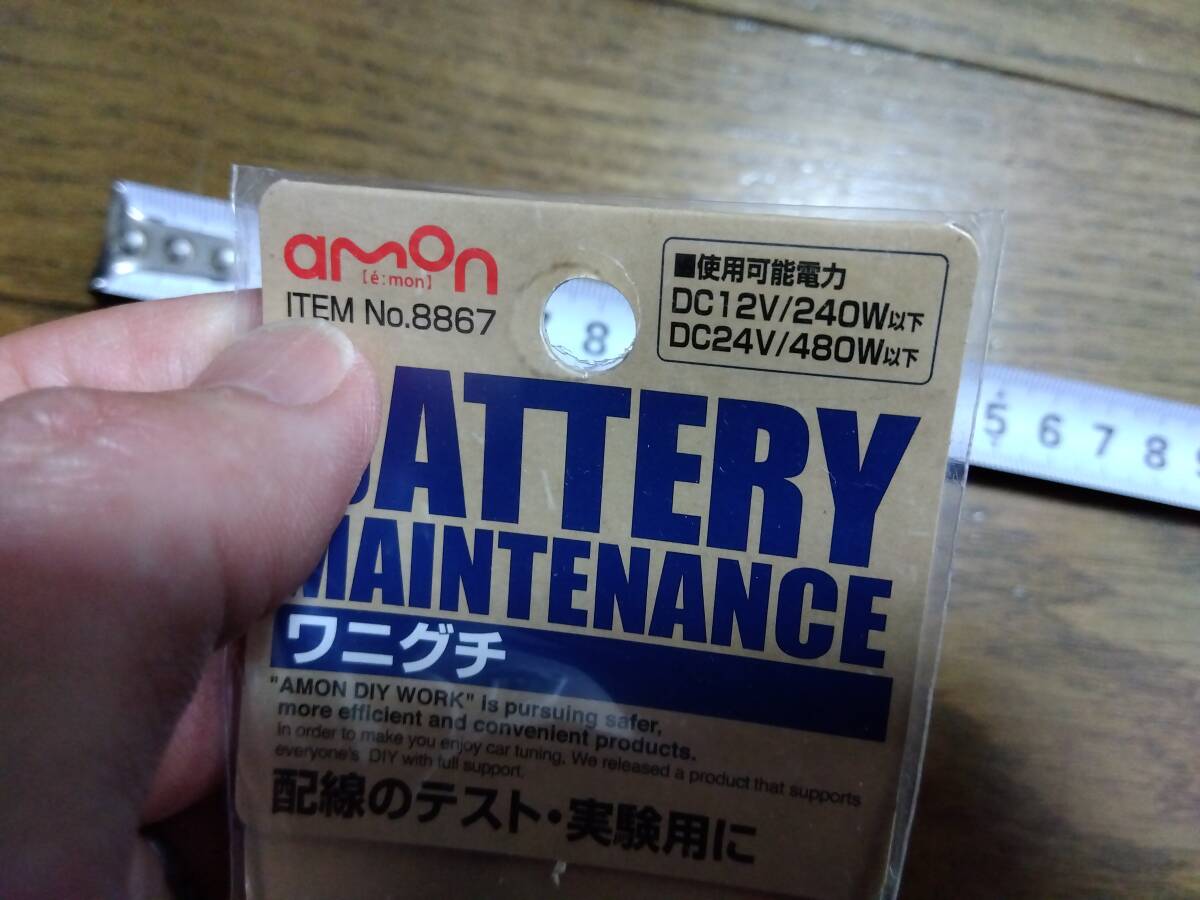 amon
[é:mon]
ITEM No.8867
8
■使用可能電力
DC12V/240W以下
DC24V/480W以下
5 6 7 8
BATTERY
MAINTENANCE
ワニグチ
"AMON DIY WORK" is pursuing safer,
more efficient and convenient products.
In order to make you enjoy car tuning, We released a product that supports
everyone's DIY with full support.
配線のテスト・実験用に